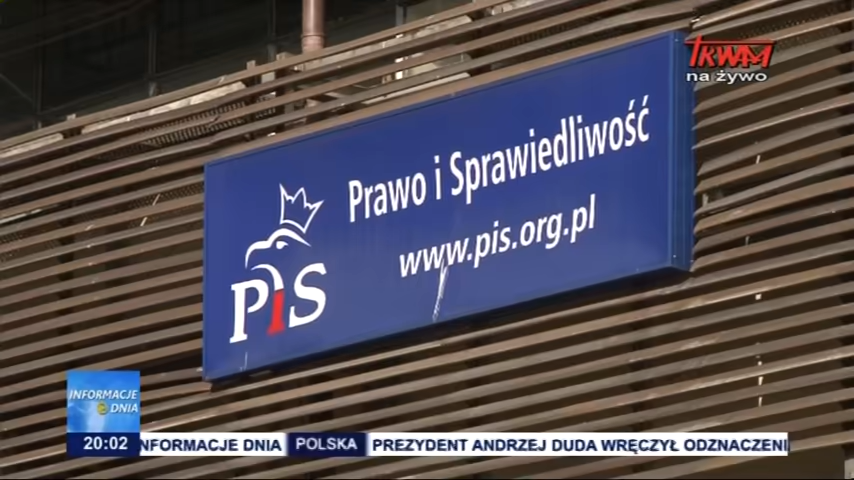 TRWAM
na żywo
Prawo i Sprawiedliwość
www.pis.org.pl
PiS
INFORMACJE
DNIA
20:02 NFORMACJE DNIA POLSKA PREZYDENT ANDRZEJ DUDA WRĘCZYŁ ODZNACZENI